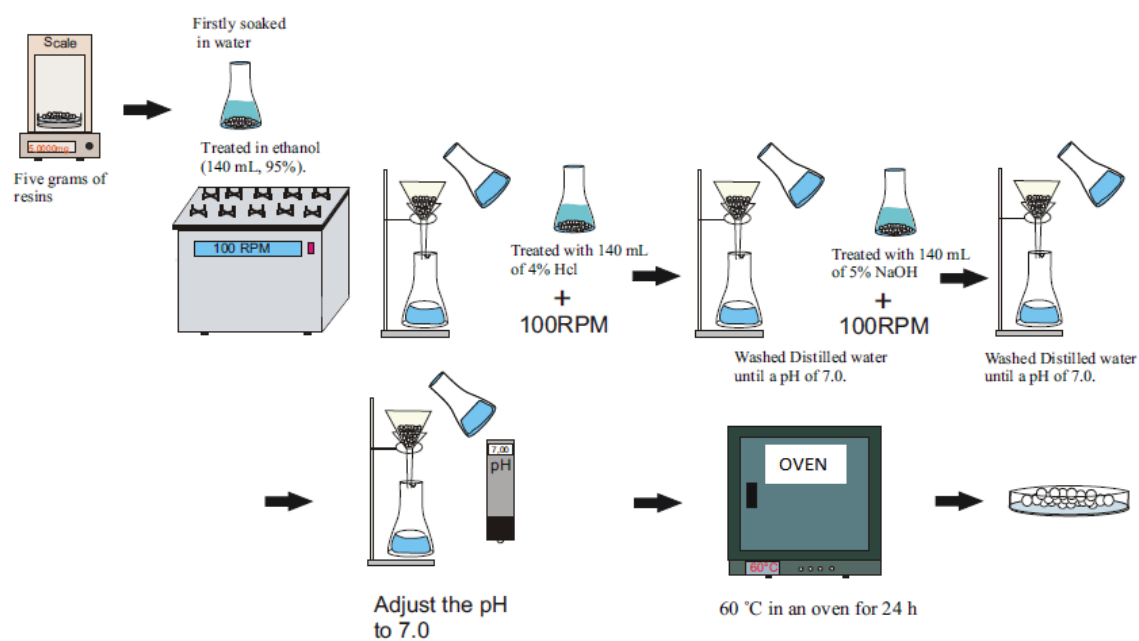 Scale
5.0000mg
Five grams of
resins
Firstly soaked
in water
Treated in ethanol
(140 mL, 95%).
100 RPM
Treated with 140 mL
of 4% Hcl
+
100RPM
Washed Distilled water
until a pH of 7.0.
Treated with 140 mL
of 5% NaOH
+
100RPM
Washed Distilled water
until a pH of 7.0.
7,00
pH
Adjust the pH
to 7.0
OVEN
60°C
60 °C in an oven for 24 h